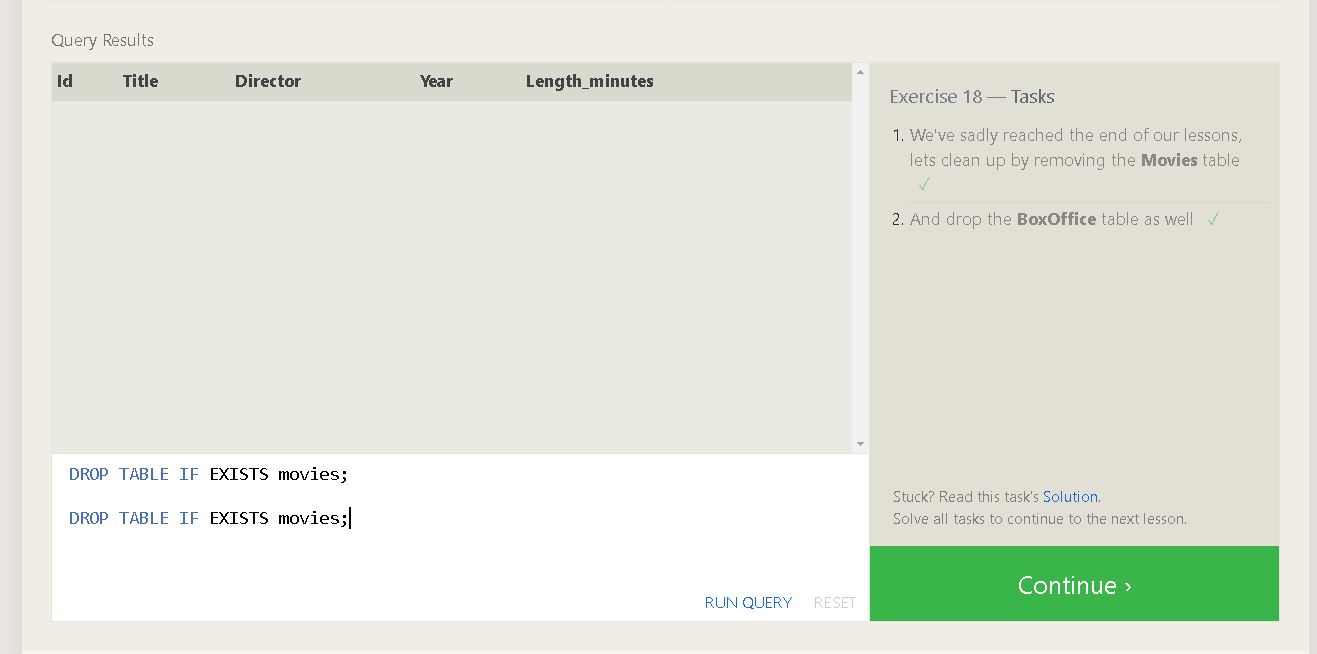 Query Results
Id Title Director Year Length_minutes
Exercise 18 — Tasks
1. We've sadly reached the end of our lessons,
lets clean up by removing the Movies table
✓
2. And drop the BoxOffice table as well ✓
DROP TABLE IF EXISTS movies;
DROP TABLE IF EXISTS movies;
RUN QUERY RESET
Stuck? Read this task's Solution.
Solve all tasks to continue to the next lesson.
Continue ›